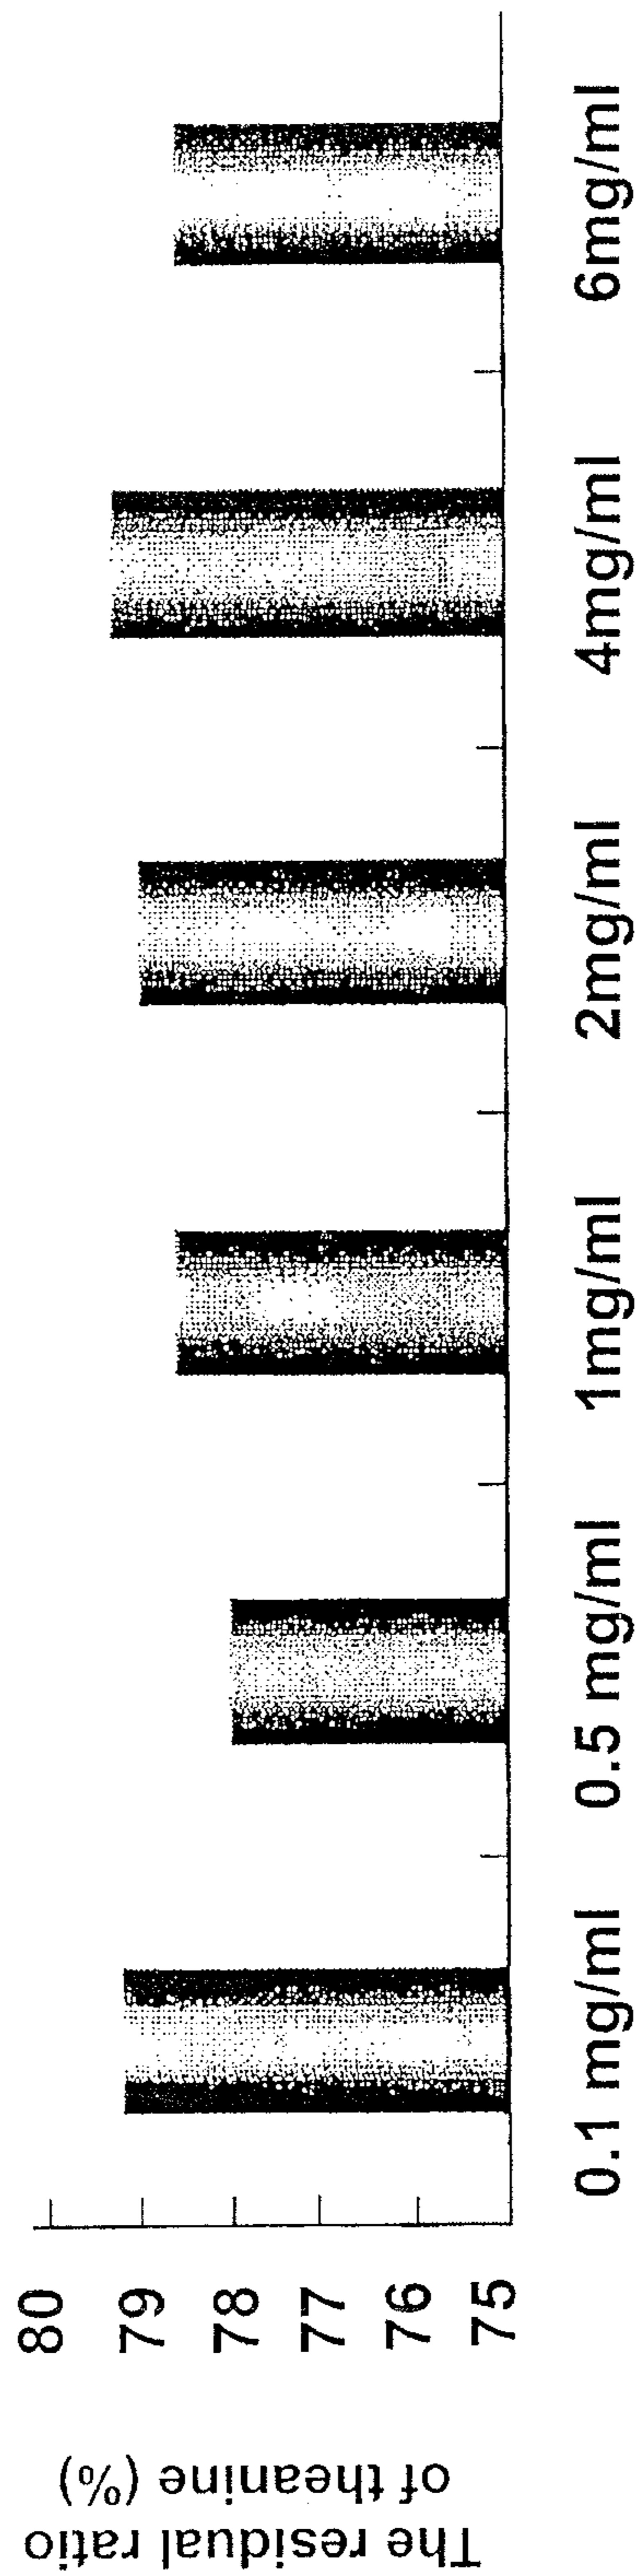 The residual ratio
of theanine (%)
80
79
78
77
76
75
0.1 mg/ml
0.5 mg/ml
1mg/ml
2mg/ml
4mg/ml
6mg/ml